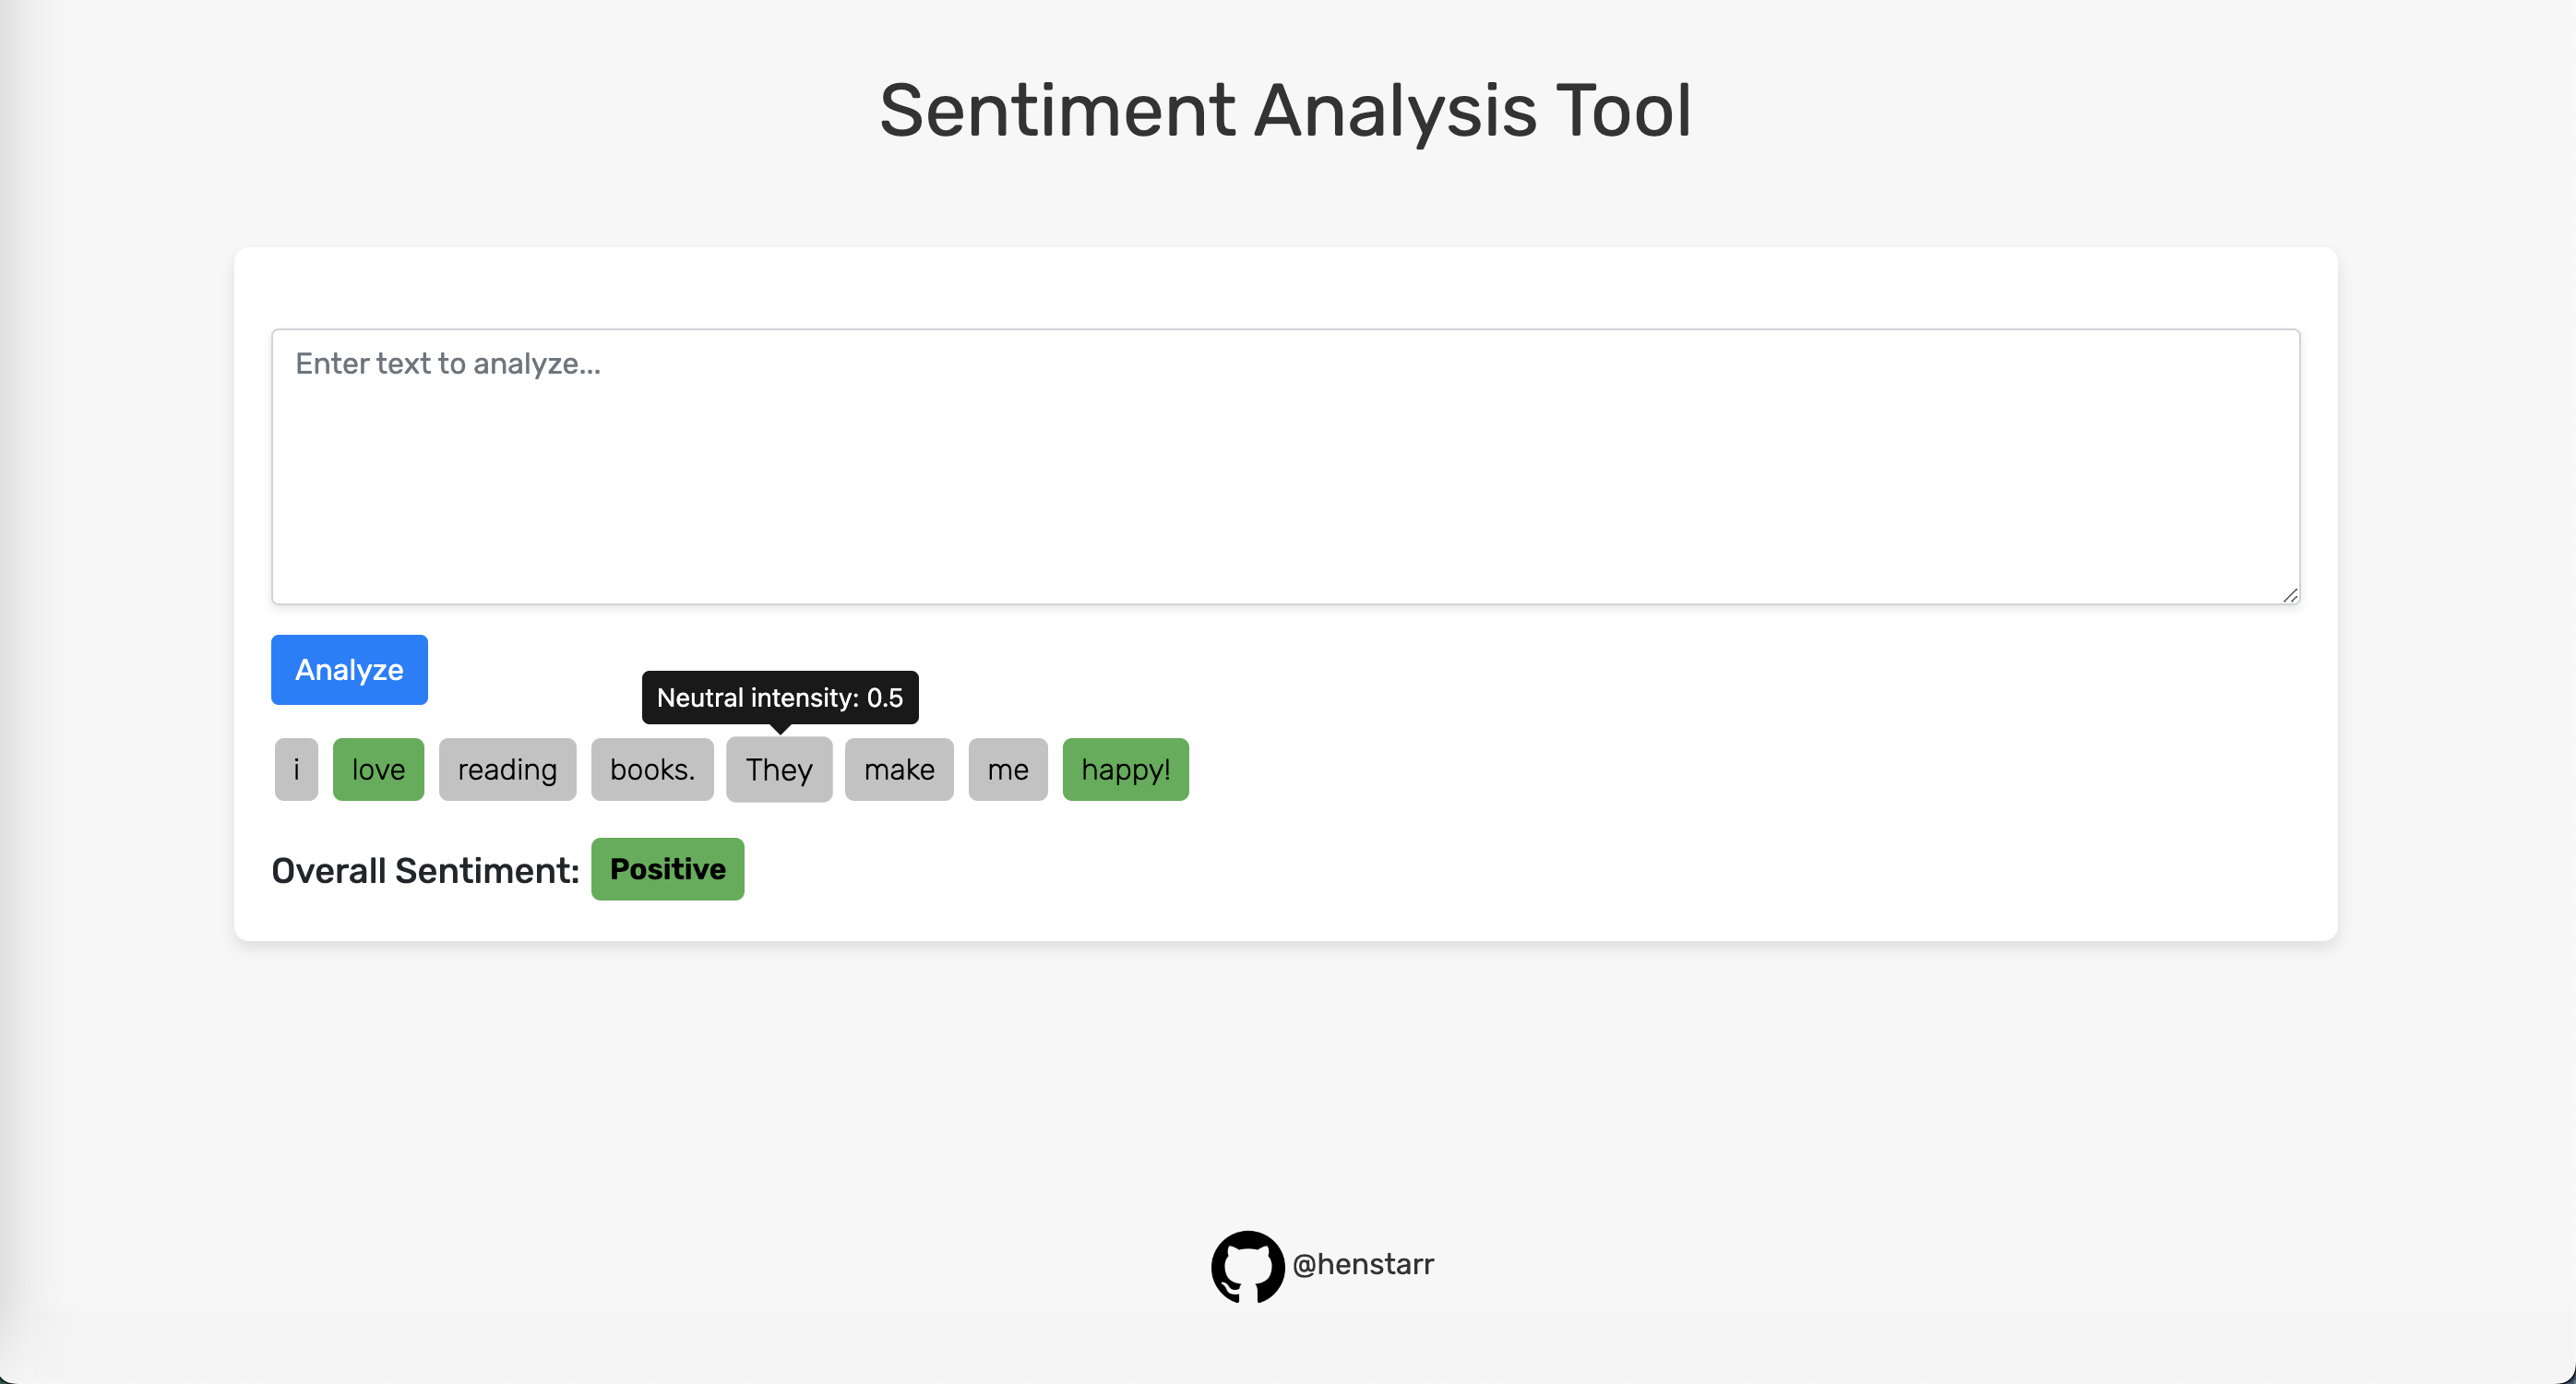 Sentiment Analysis Tool
Enter text to analyze...
Analyze
Neutral intensity: 0.5
i love reading books. They make me happy!
Overall Sentiment: Positive
@henstarr